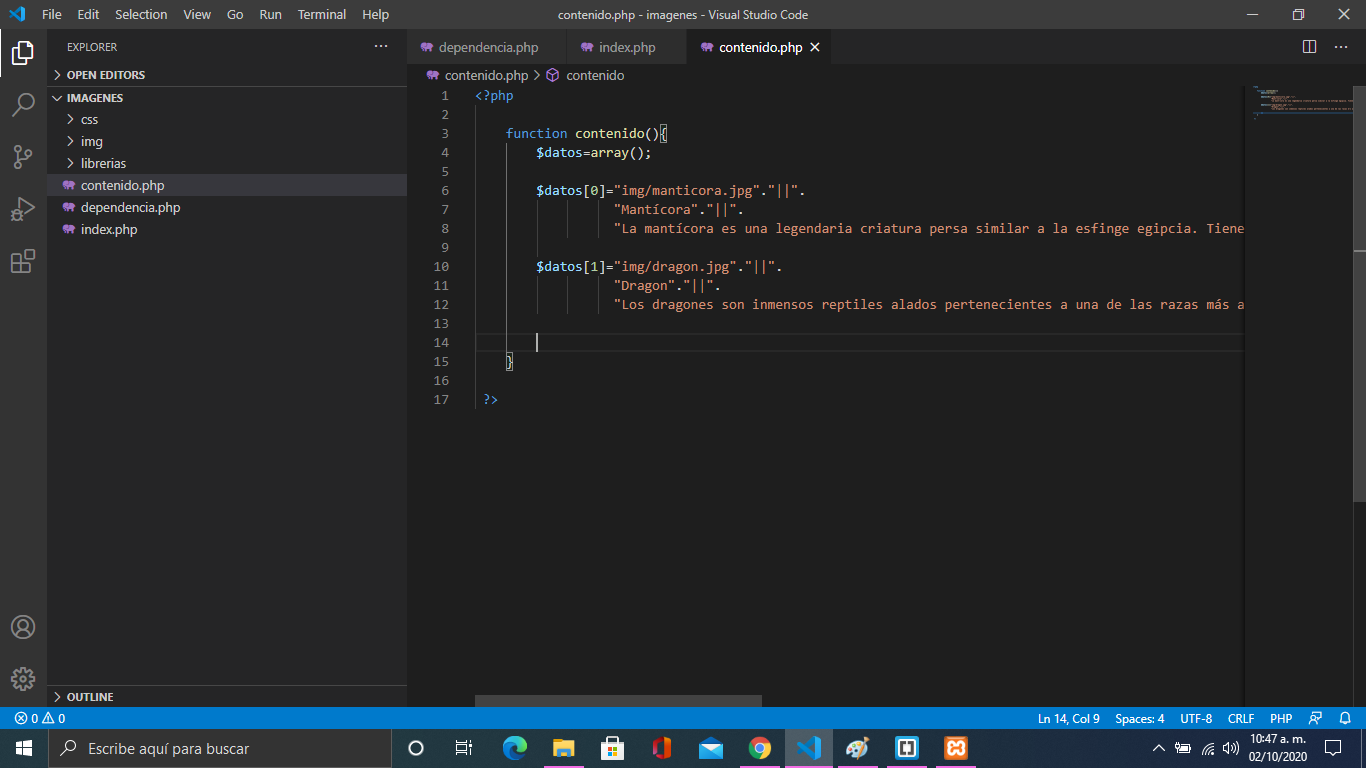 File Edit Selection View Go Run Terminal Help
contenido.php - imagenes - Visual Studio Code
EXPLORER
OPEN EDITORS
IMAGENES
css
img
librerias
contenido.php
dependencia.php
index.php
OUTLINE
dependencia.php index.php contenido.php
contenido.php > contenido
1 <?php
2
3 function contenido(){
4 $datos=array();
5
6 $datos[0]="img/manticora.jpg"."||".
7 "Mantícora"."||".
8 "La mantícora es una legendaria criatura persa similar a la esfinge egipcia. Tiene
9
10 $datos[1]="img/dragon.jpg"."||".
11 "Dragon"."||".
12 "Los dragones son inmensos reptiles alados pertenecientes a una de las razas más a
13
14
15 }
16
17 ?>
0 0
Ln 14, Col 9 Spaces: 4 UTF-8 CRLF PHP
Escribe aquí para buscar
10:47 a. m.
02/10/2020